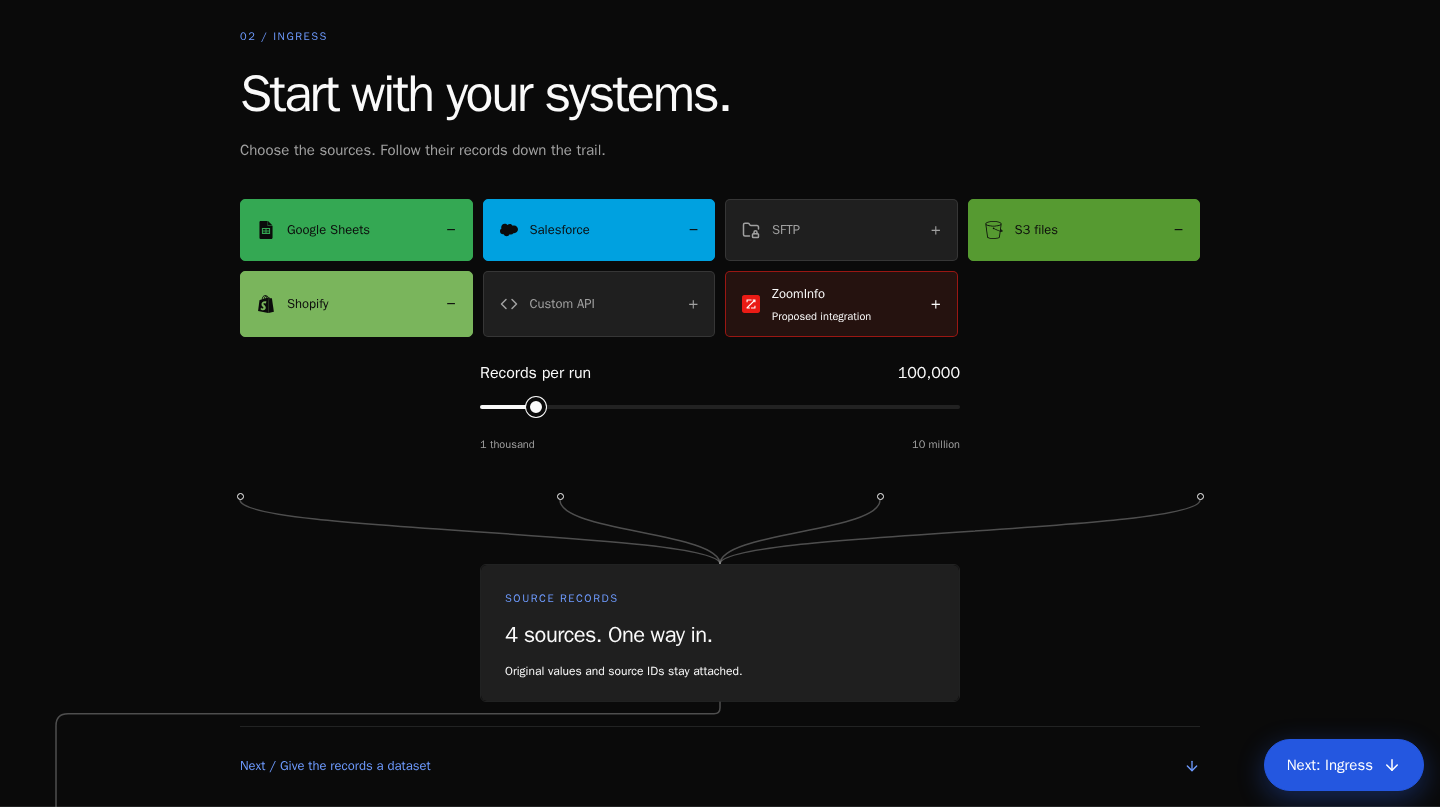 02 / INGRESS
Start with your systems.
Choose the sources. Follow their records down the trail.
Google Sheets −
Salesforce −
SFTP +
S3 files −
Shopify −
Custom API +
ZoomInfo +
Proposed integration
Records per run 100,000
1 thousand 10 million
SOURCE RECORDS
4 sources. One way in.
Original values and source IDs stay attached.
Next / Give the records a dataset
Next: Ingress